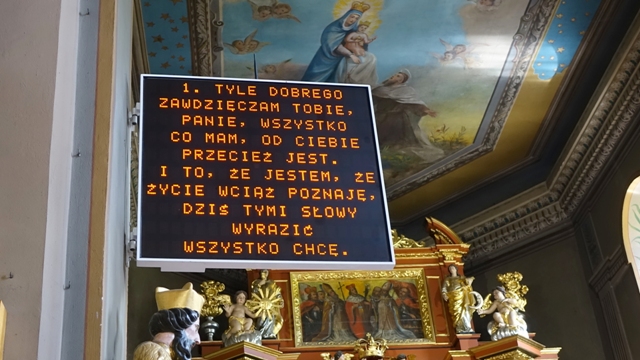 1. TYLE DOBREGO
ZAWDZIĘCZAM TOBIE,
PANIE, WSZYSTKO
CO MAM, OD CIEBIE
PRZECIEŻ JEST.
I TO, ŻE JESTEM, ŻE
ŻYCIE WCIĄŻ POZNAJĘ,
DZIŚ TYMI SŁOWY
WYRAZIĆ
WSZYSTKO CHCĘ.